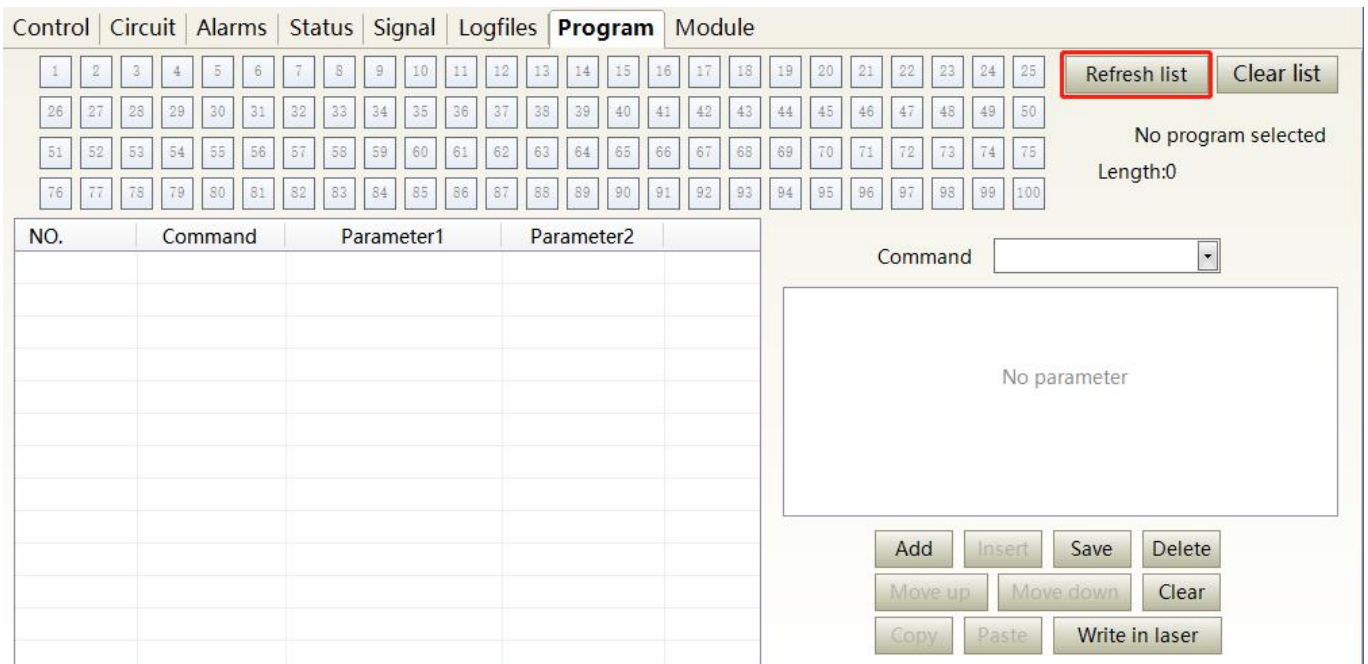 Control Circuit Alarms Status Signal Logfiles Program Module
1 2 3 4 5 6 7 8 9 10 11 12 13 14 15 16 17 18 19 20 21 22 23 24 25 Refresh list Clear list
26 27 28 29 30 31 32 33 34 35 36 37 38 39 40 41 42 43 44 45 46 47 48 49 50
No program selected
51 52 53 54 55 56 57 58 59 60 61 62 63 64 65 66 67 68 69 70 71 72 73 74 75
Length:0
76 77 78 79 80 81 82 83 84 85 86 87 88 89 90 91 92 93 94 95 96 97 98 99 100
NO. Command Parameter1 Parameter2
Command
No parameter
Add Insert Save Delete
Move up Move down Clear
Copy Paste Write in laser